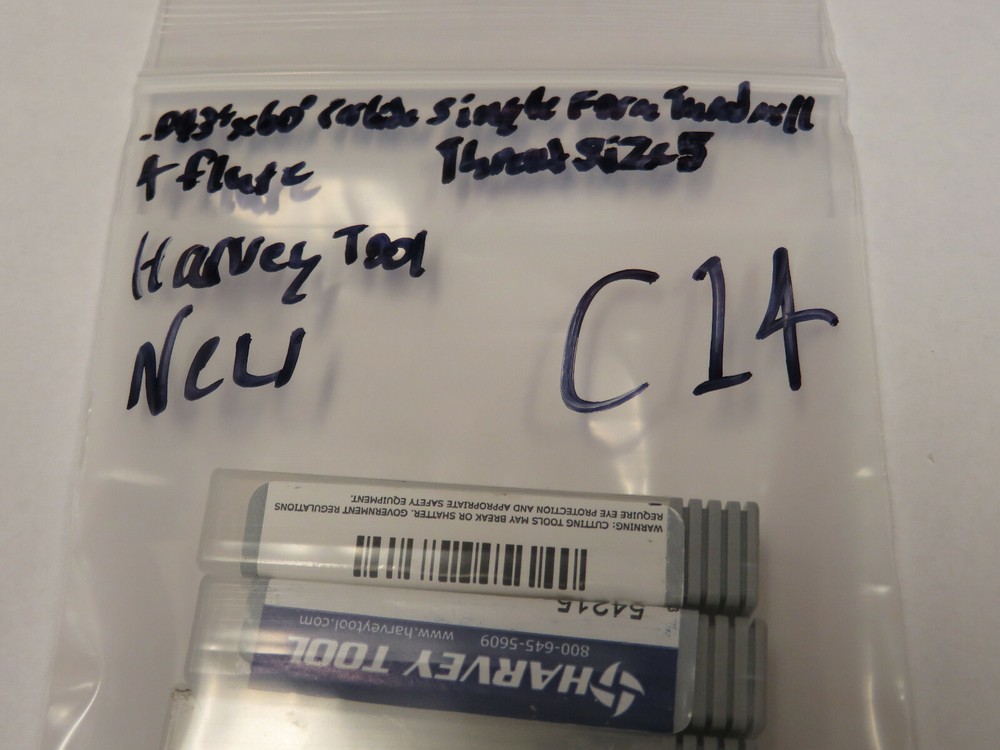 .043"x60° carbide Single Form Threadmill
4 flute Thread Size 5
Harvey Tool
New
C14
WARNING: CUTTING TOOLS MAY BREAK OR SHATTER. GOVERNMENT REGULATIONS
REQUIRE EYE PROTECTION AND APPROPRIATE SAFETY EQUIPMENT.
HARVEY TOOL
800-645-5609 www.harveytool.com
54215